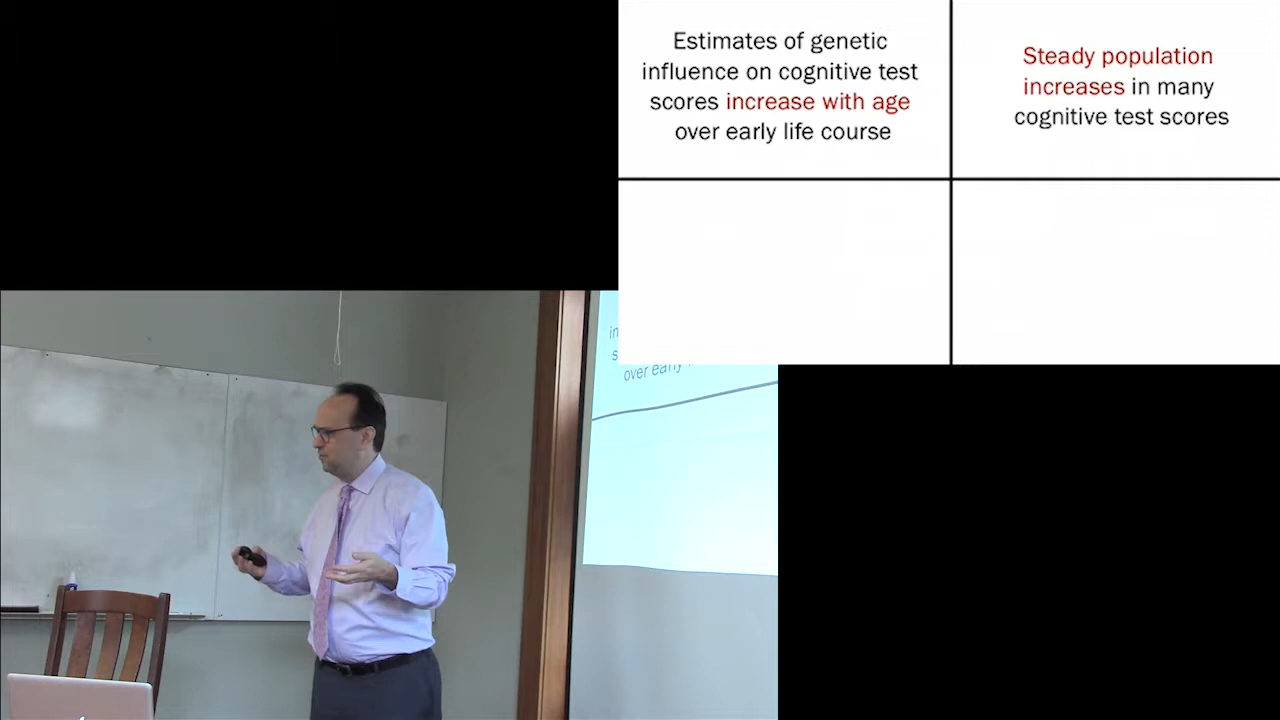 Estimates of genetic
influence on cognitive test
scores increase with age
over early life course
Steady population
increases in many
cognitive test scores
in
s
over early